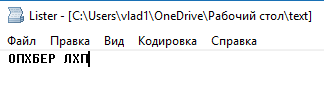 Lister - [C:\Users\vlad1\OneDrive\Рабочий стол\text]
Файл Правка Вид Кодировка Справка
ОПХБЕР ЛХП